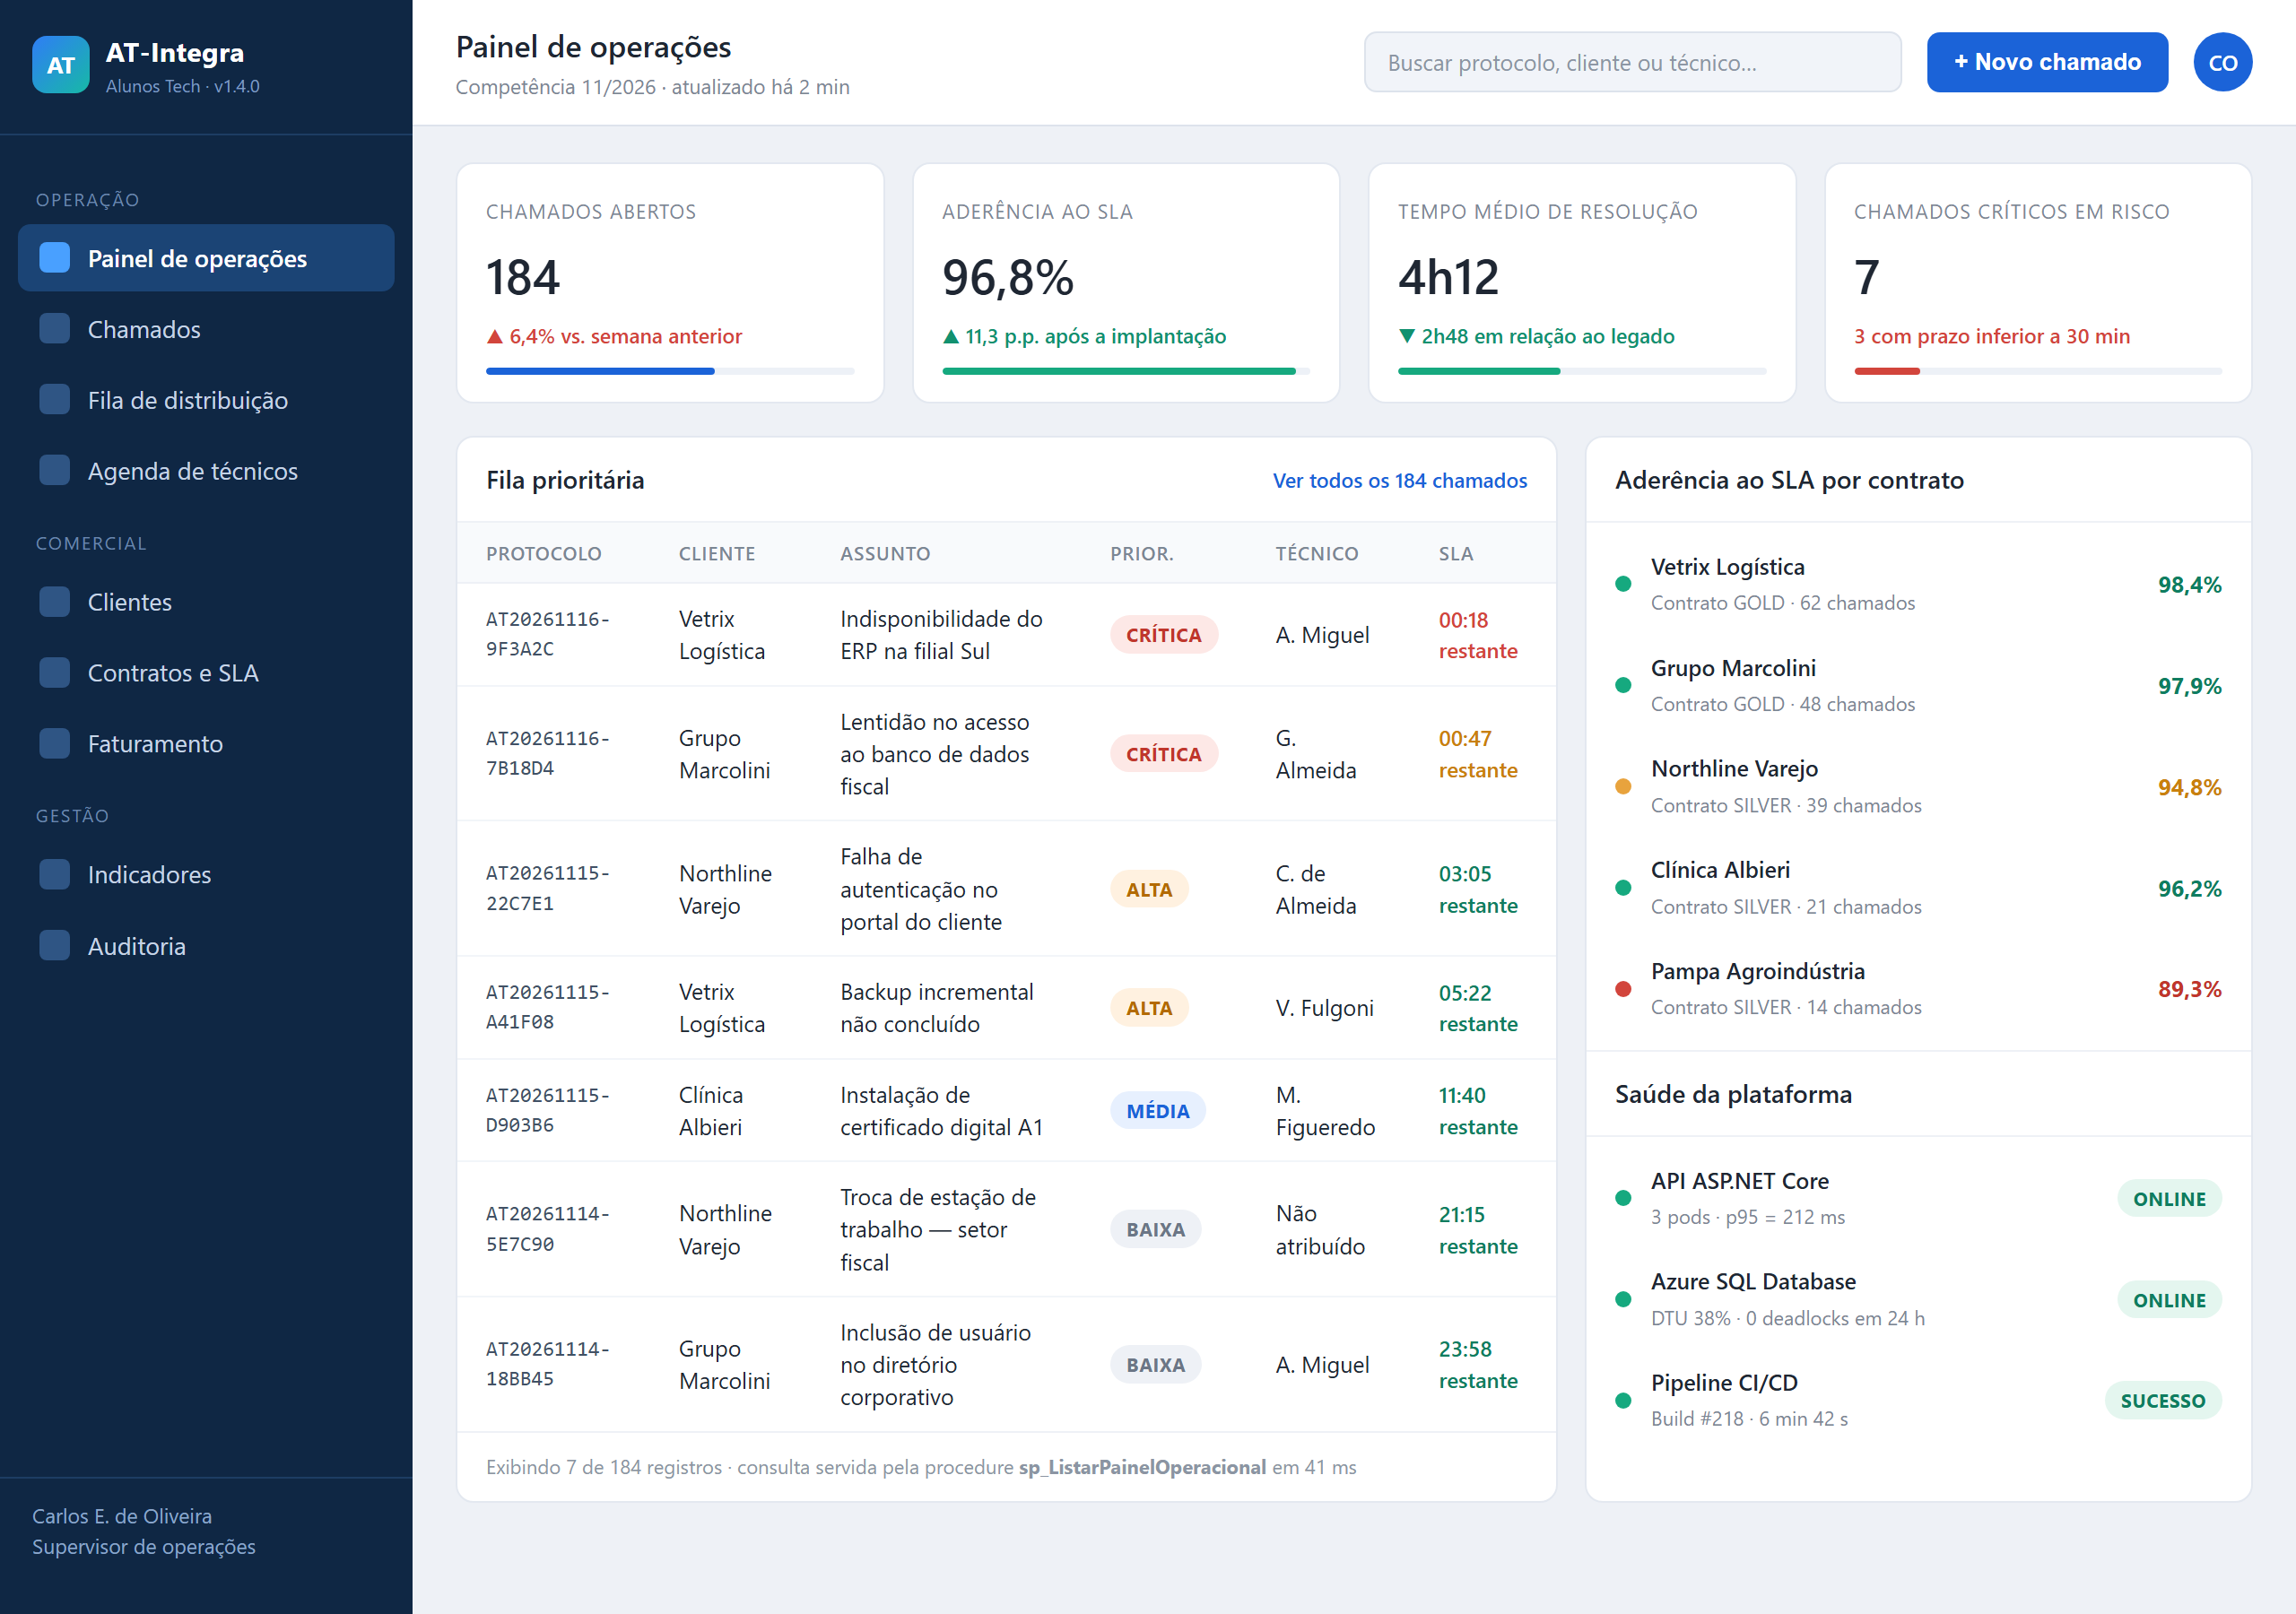 AT
AT-Integra
Alunos Tech · v1.4.0
OPERAÇÃO
Painel de operações
Chamados
Fila de distribuição
Agenda de técnicos
COMERCIAL
Clientes
Contratos e SLA
Faturamento
GESTÃO
Indicadores
Auditoria
Carlos E. de Oliveira
Supervisor de operações
Painel de operações
Competência 11/2026 · atualizado há 2 min
Buscar protocolo, cliente ou técnico...
+ Novo chamado
CO
CHAMADOS ABERTOS
184
▲ 6,4% vs. semana anterior
ADERÊNCIA AO SLA
96,8%
▲ 11,3 p.p. após a implantação
TEMPO MÉDIO DE RESOLUÇÃO
4h12
▼ 2h48 em relação ao legado
CHAMADOS CRÍTICOS EM RISCO
7
3 com prazo inferior a 30 min
Fila prioritária
Ver todos os 184 chamados
PROTOCOLO CLIENTE ASSUNTO PRIOR. TÉCNICO SLA
AT20261116-
9F3A2C
Vetrix
Logística
Indisponibilidade do
ERP na filial Sul
CRÍTICA
A. Miguel
00:18
restante
AT20261116-
7B18D4
Grupo
Marcolini
Lentidão no acesso
ao banco de dados
fiscal
CRÍTICA
G.
Almeida
00:47
restante
AT20261115-
22C7E1
Northline
Varejo
Falha de
autenticação no
portal do cliente
ALTA
C. de
Almeida
03:05
restante
AT20261115-
A41F08
Vetrix
Logística
Backup incremental
não concluído
ALTA
V. Fulgoni
05:22
restante
AT20261115-
D903B6
Clínica
Albieri
Instalação de
certificado digital A1
MÉDIA
M.
Figueredo
11:40
restante
AT20261114-
5E7C90
Northline
Varejo
Troca de estação de
trabalho — setor
fiscal
BAIXA
Não
atribuído
21:15
restante
AT20261114-
18BB45
Grupo
Marcolini
Inclusão de usuário
no diretório
corporativo
BAIXA
A. Miguel
23:58
restante
Exibindo 7 de 184 registros · consulta servida pela procedure sp_ListarPainelOperacional em 41 ms
Aderência ao SLA por contrato
Vetrix Logística
Contrato GOLD · 62 chamados
98,4%
Grupo Marcolini
Contrato GOLD · 48 chamados
97,9%
Northline Varejo
Contrato SILVER · 39 chamados
94,8%
Clínica Albieri
Contrato SILVER · 21 chamados
96,2%
Pampa Agroindústria
Contrato SILVER · 14 chamados
89,3%
Saúde da plataforma
API ASP.NET Core
3 pods · p95 = 212 ms
ONLINE
Azure SQL Database
DTU 38% · 0 deadlocks em 24 h
ONLINE
Pipeline CI/CD
Build #218 · 6 min 42 s
SUCESSO